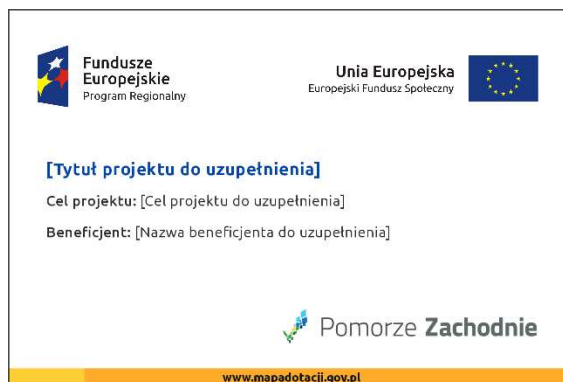 Fundusze
Europejskie
Program Regionalny
Unia Europejska
Europejski Fundusz Społeczny
[Tytuł projektu do uzupełnienia]
Cel projektu: [Cel projektu do uzupełnienia]
Beneficjent: [Nazwa beneficjenta do uzupełnienia]
Pomorze Zachodnie
www.mapadotacji.gov.pl